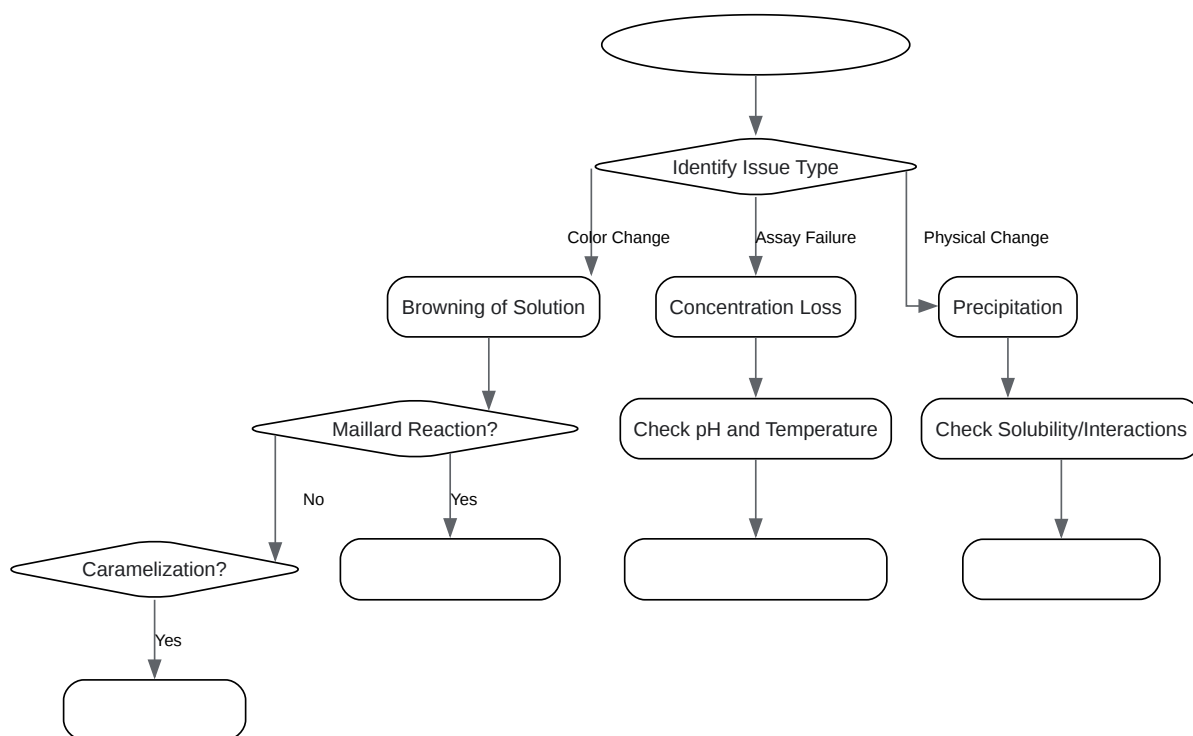 Identify Issue Type
Color Change
Assay Failure
Physical Change
Browning of Solution
Concentration Loss
Precipitation
Maillard Reaction?
Check pH and Temperature
Check Solubility/Interactions
No
Yes
Caramelization?
Yes